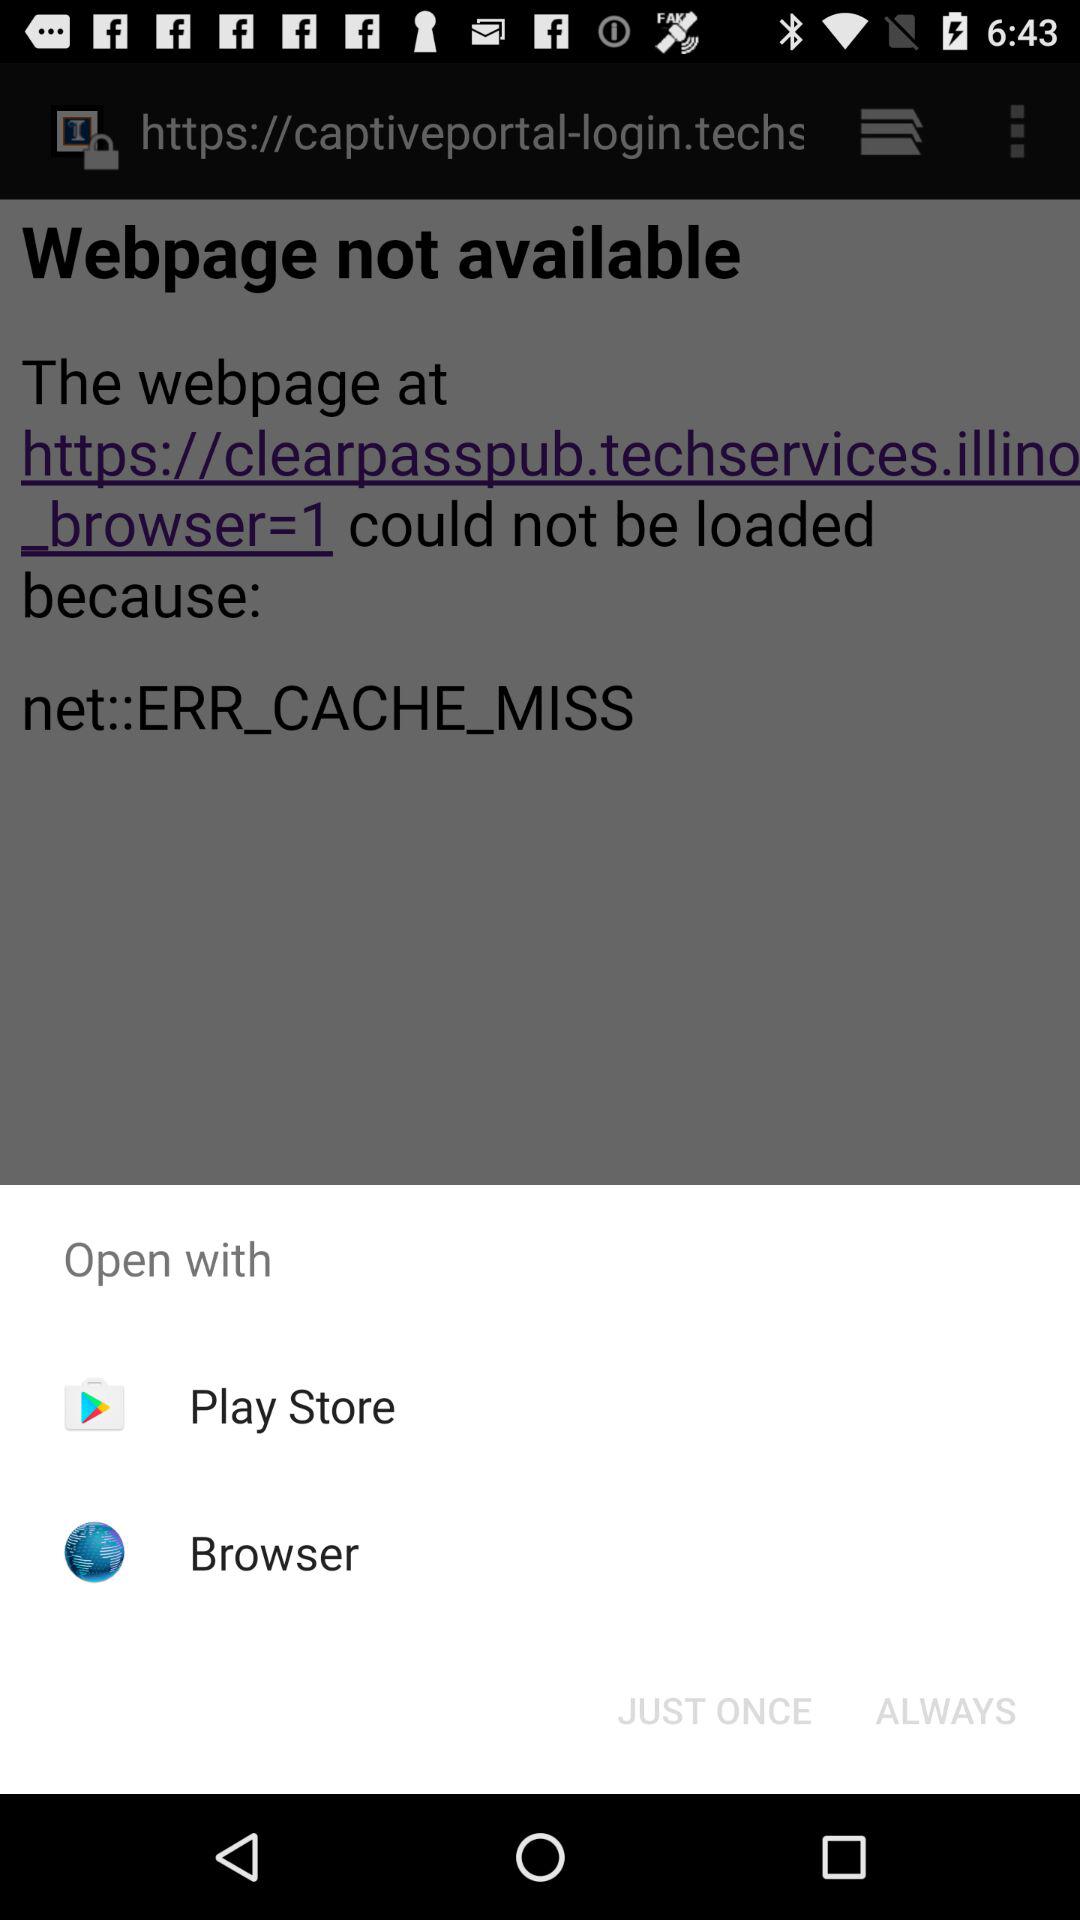 FAKE
6:43
https://captiveportal-login.techs
Webpage not available
The webpage at
https://clearpasspub.techservices.illino
_browser=1 could not be loaded
because:
net::ERR_CACHE_MISS
Open with
Play Store
Browser
JUST ONCE ALWAYS